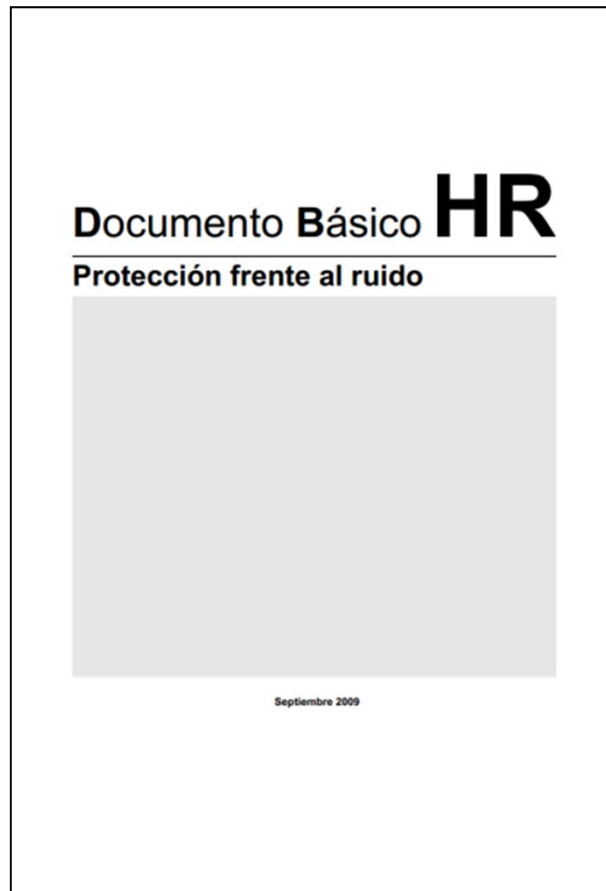 Documento Básico HR
Protección frente al ruido
Septiembre 2009